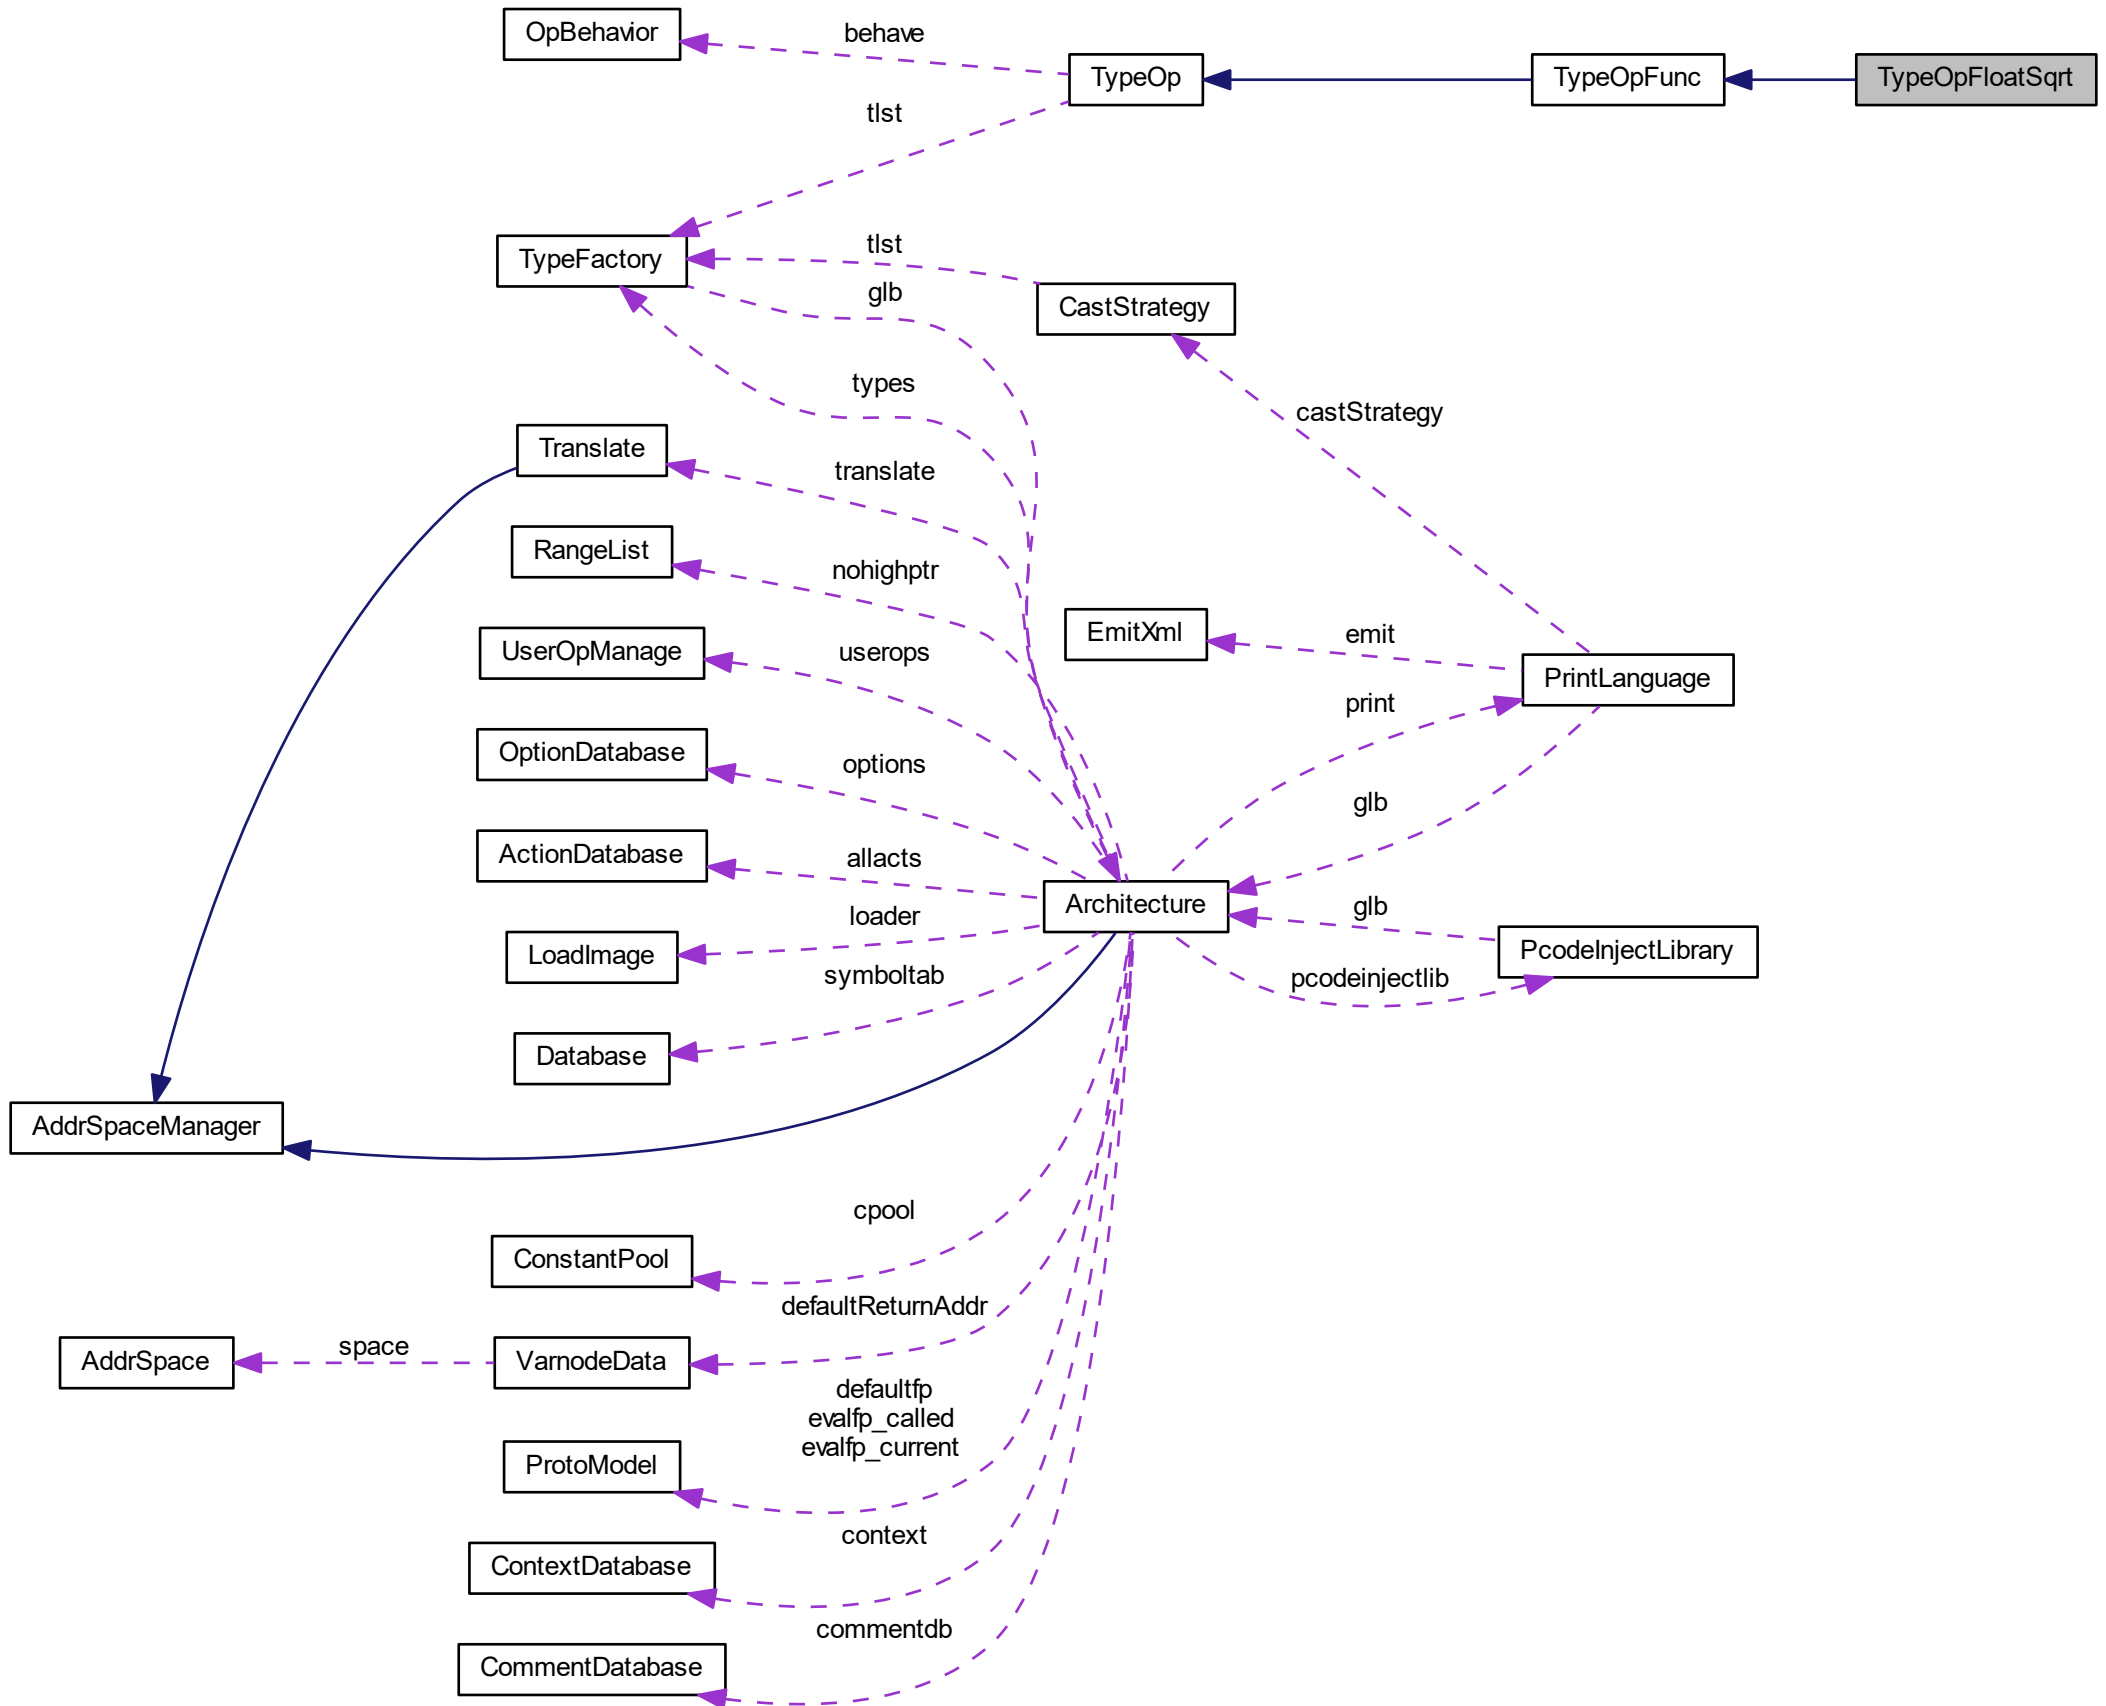 OpBehavior
behave
TypeOp
TypeOpFunc
TypeOpFloatSqrt
tlst
TypeFactory
tlst
glb
CastStrategy
types
castStrategy
Translate
translate
RangeList
nohighptr
UserOpManage
userops
EmitXml
emit
PrintLanguage
print
OptionDatabase
options
glb
ActionDatabase
allacts
Architecture
glb
LoadImage
loader
PcodeInjectLibrary
symboltab
pcodeinjectlib
Database
AddrSpaceManager
cpool
ConstantPool
defaultReturnAddr
AddrSpace
space
VarnodeData
defaultfp
evalfp_called
evalfp_current
ProtoModel
context
ContextDatabase
commentdb
CommentDatabase